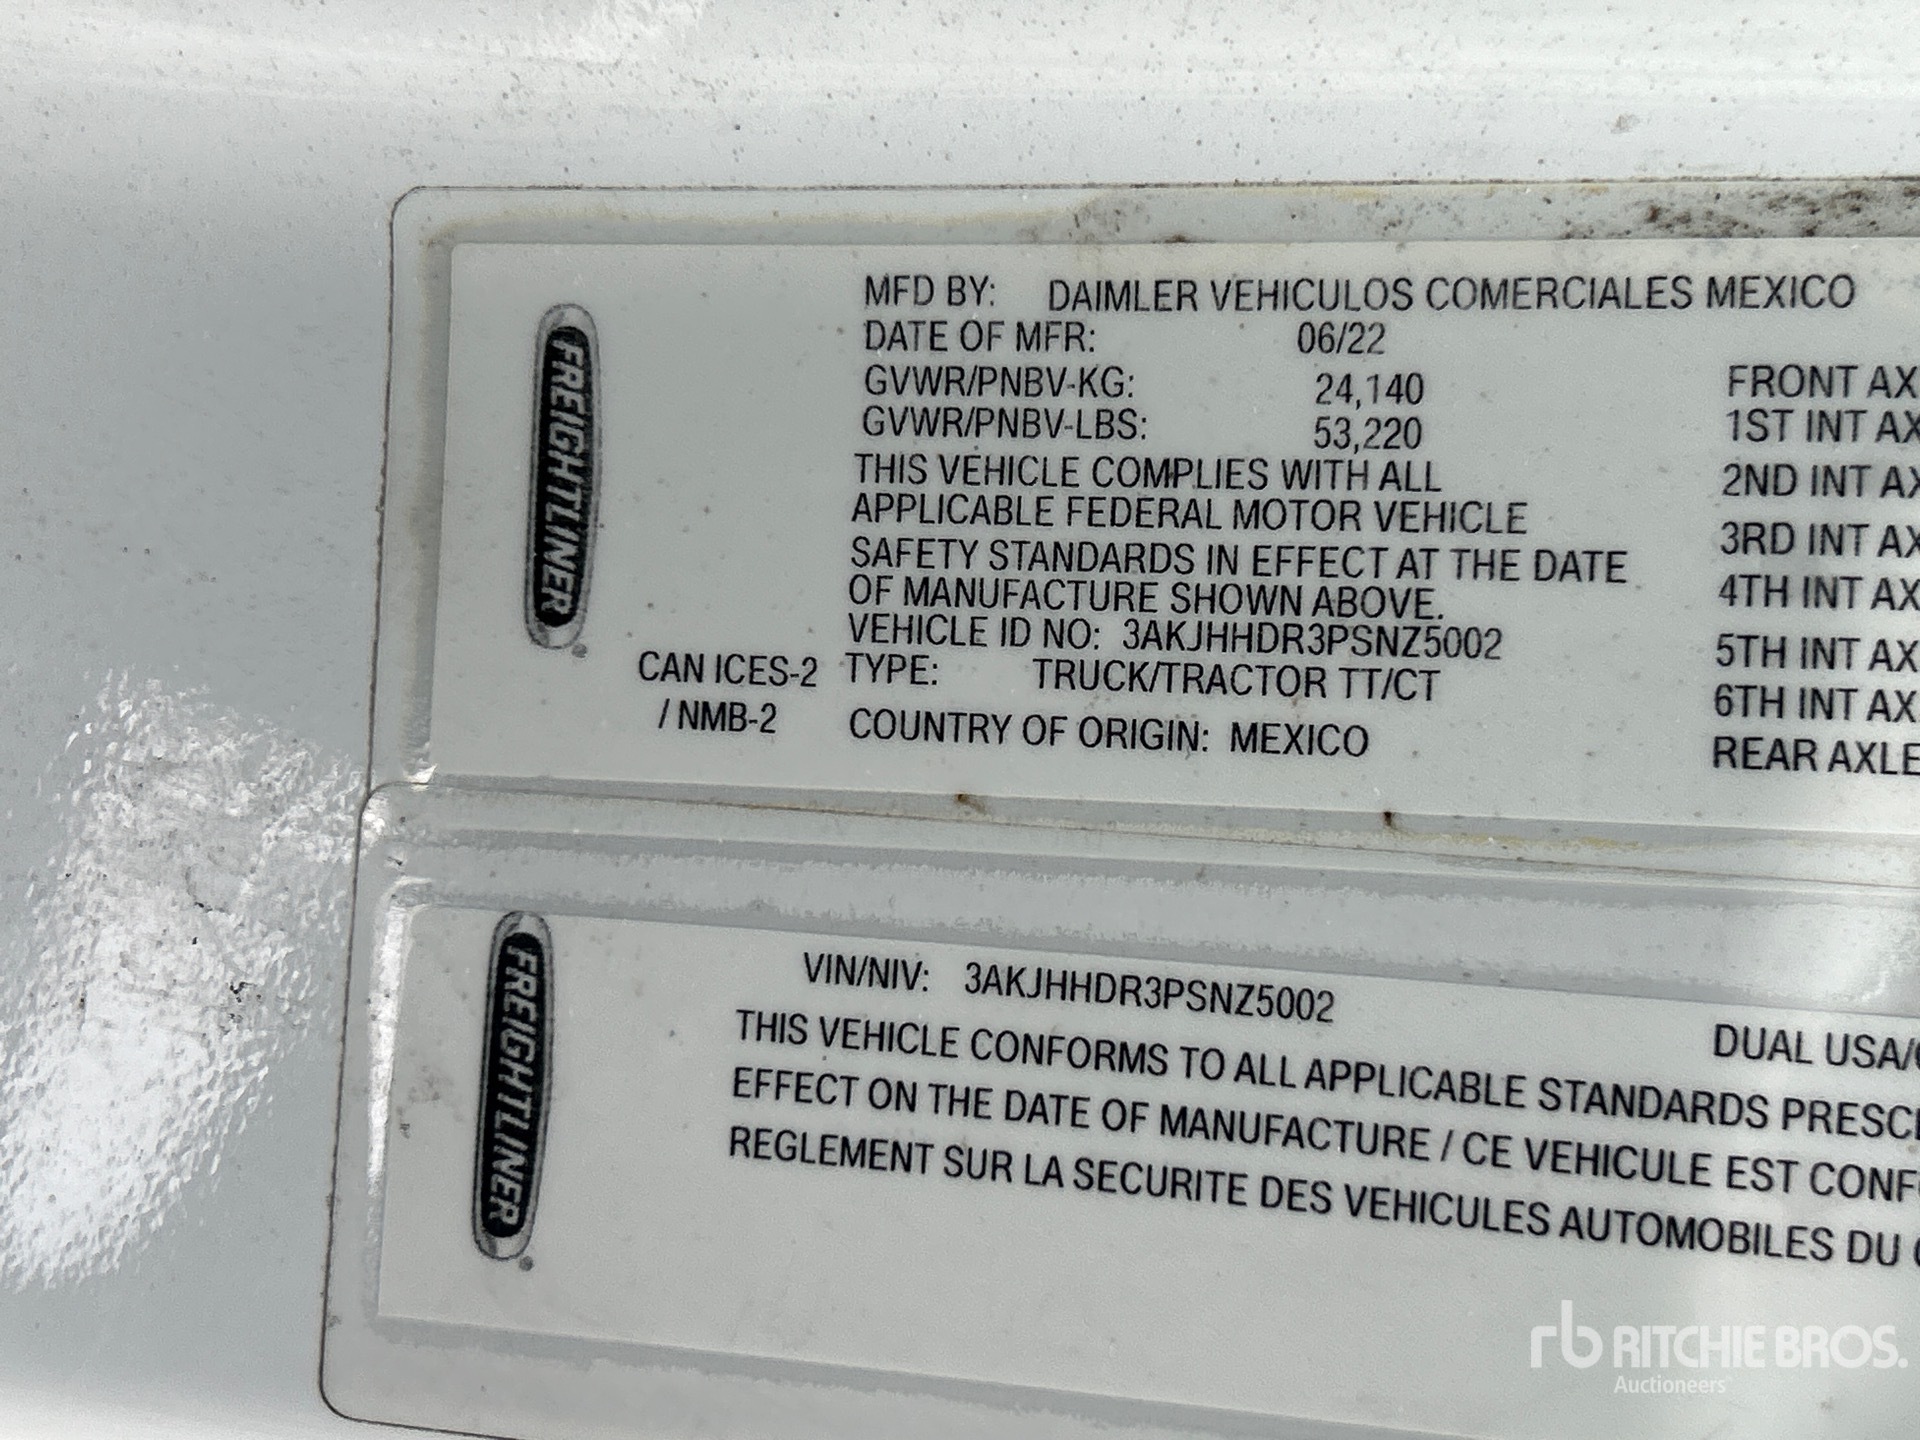 FREIGHTLINER
MFD BY: DAIMLER VEHICULOS COMERCIALES MEXICO
DATE OF MFR: 06/22
GVWR/PNBV-KG: 24,140
GVWR/PNBV-LBS: 53,220
THIS VEHICLE COMPLIES WITH ALL
APPLICABLE FEDERAL MOTOR VEHICLE
SAFETY STANDARDS IN EFFECT AT THE DATE
OF MANUFACTURE SHOWN ABOVE.
VEHICLE ID NO: 3AKJHHDR3PSNZ5002
CAN ICES-2
/ NMB-2
TYPE: TRUCK/TRACTOR TT/CT
COUNTRY OF ORIGIN: MEXICO
FRONT AX
1ST INT AX
2ND INT AX
3RD INT AX
4TH INT AX
5TH INT AX
6TH INT AX
REAR AXLE
FREIGHTLINER
VIN/NIV: 3AKJHHDR3PSNZ5002
DUAL USA/
THIS VEHICLE CONFORMS TO ALL APPLICABLE STANDARDS PRESC
EFFECT ON THE DATE OF MANUFACTURE / CE VEHICULE EST CONF
REGLEMENT SUR LA SECURITE DES VEHICULES AUTOMOBILES DU
rb RITCHIE BROS.
Auctioneers